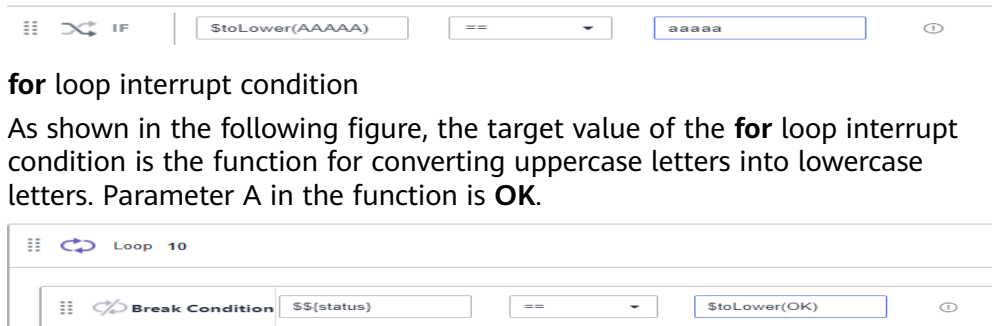 IF $toLower(AAAAA) == aaaaa
for loop interrupt condition
As shown in the following figure, the target value of the for loop interrupt
condition is the function for converting uppercase letters into lowercase
letters. Parameter A in the function is OK.
Loop 10
Break Condition $${status} == $toLower(OK)